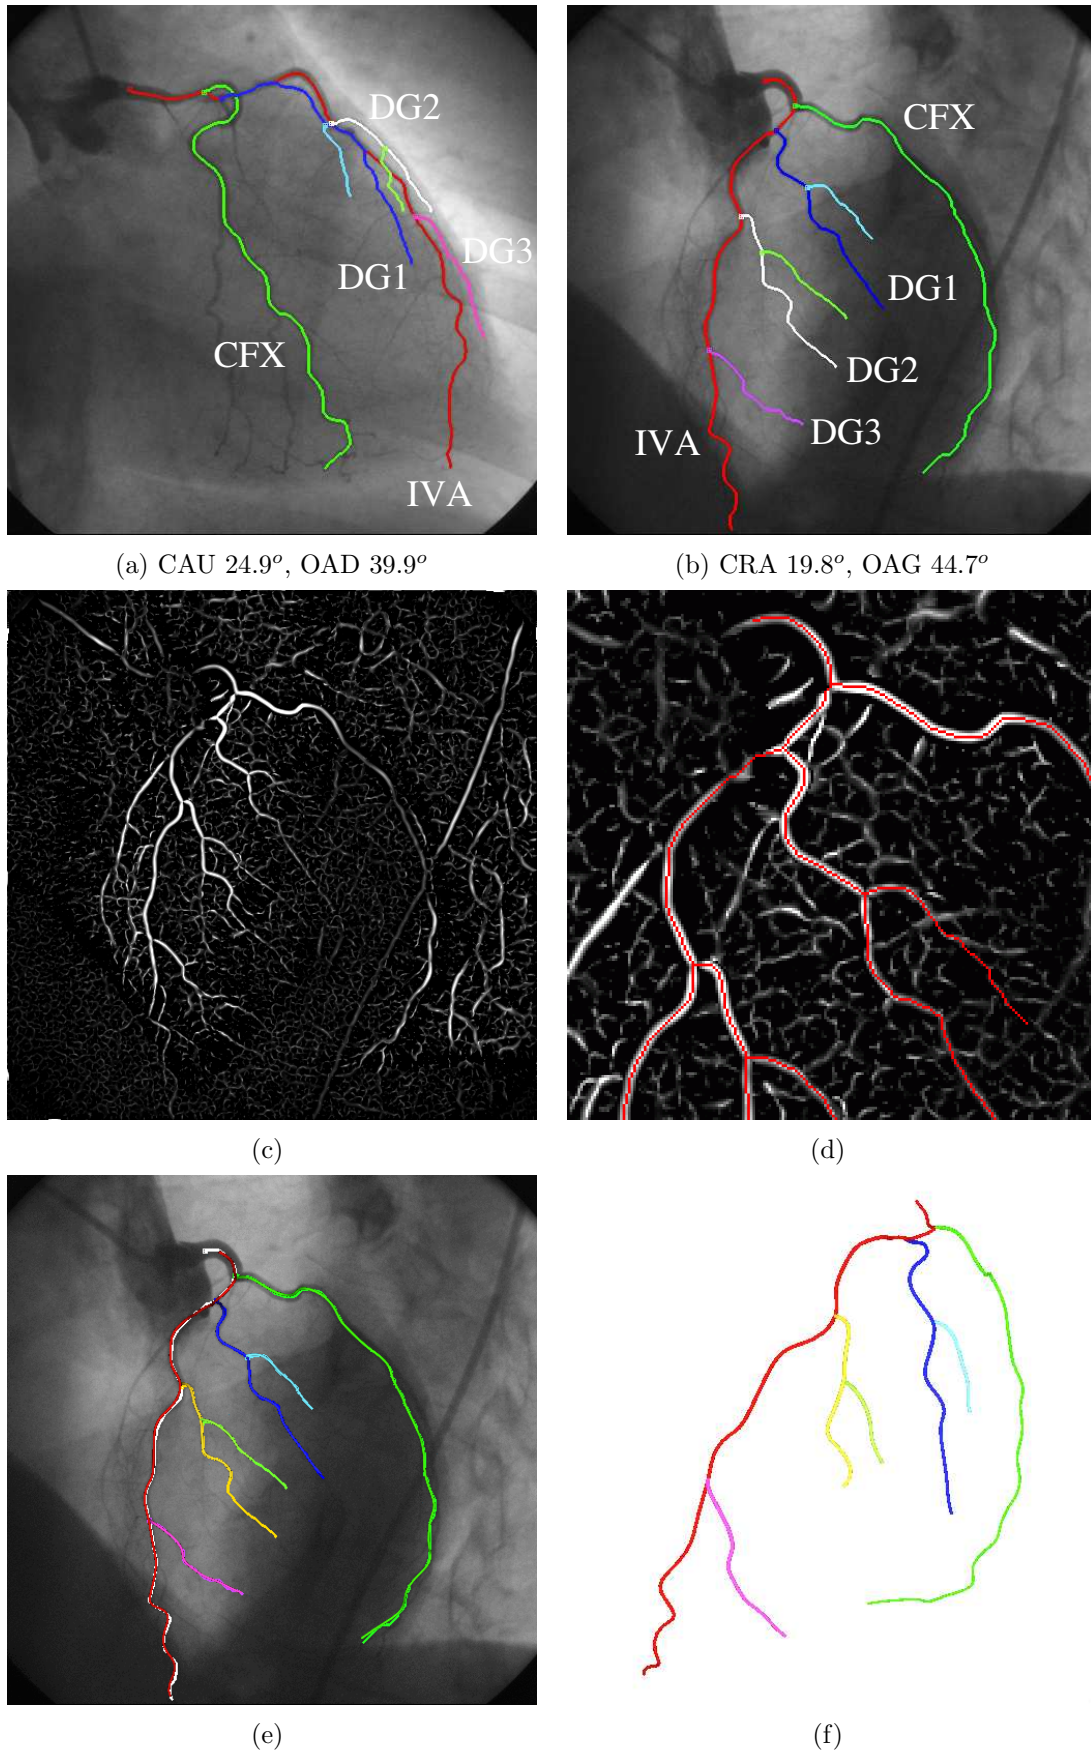 DG2
DG3
DG1
CFX
IVA
CFX
DG1
DG2
DG3
IVA
(a) CAU 24.9°, OAD 39.9°
(b) CRA 19.8°, OAG 44.7°
(c)
(d)
(e)
(f)